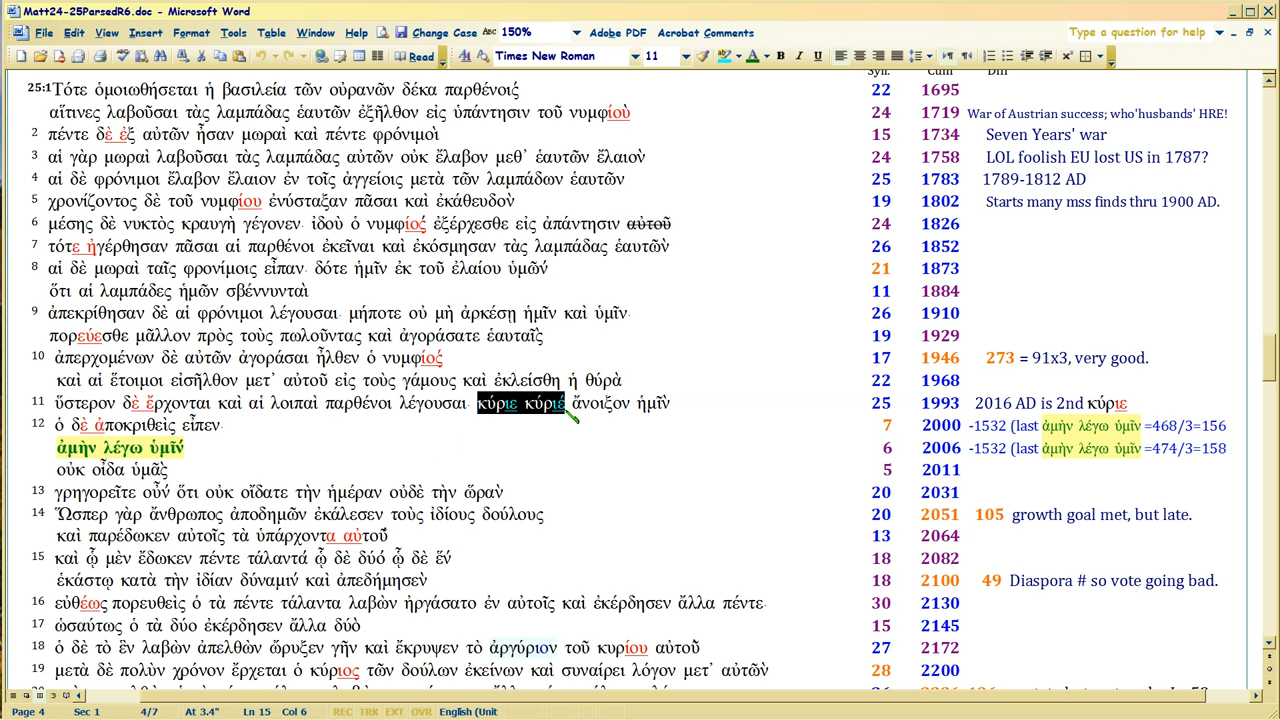 Matt24-25ParsedR6.doc - Microsoft Word
File Edit View Insert Format Tools Table Window Help Change Case 150% Adobe PDF Acrobat Comments Type a question for help
Read Times New Roman 11 B I U
Syll. Cum
25:1 Τότε ὁμοιωθήσεται ἡ βασιλεία τῶν οὐρανῶν δέκα παρθένοις 22 1695
αἵτινες λαβοῦσαι τὰς λαμπάδας ἑαυτῶν ἐξῆλθον εἰς ὑπάντησιν τοῦ νυμφίοὺ 24 1719 War of Austrian success; who'husbands' HRE!
2 πέντε δὲ ἐξ αὐτῶν ἦσαν μωραὶ καὶ πέντε φρόνιμοὶ 15 1734 Seven Years' war
3 αἱ γὰρ μωραὶ λαβοῦσαι τὰς λαμπάδας αὐτῶν οὐκ ἔλαβον μεθ᾽ ἑαυτῶν ἔλαιὸν 24 1758 LOL foolish EU lost US in 1787?
4 αἱ δὲ φρόνιμοι ἔλαβον ἔλαιον ἐν τοῖς ἀγγείοις μετὰ τῶν λαμπάδων ἑαυτῶν 25 1783 1789-1812 AD
5 χρονίζοντος δὲ τοῦ νυμφίου ἐνύσταξαν πᾶσαι καὶ ἐκάθευδοὺ 19 1802 Starts many mss finds thru 1900 AD.
6 μέσης δὲ νυκτὸς κραυγὴ γέγονεν· ἰδοὺ ὁ νυμφίος ἐξέρχεσθε εἰς ἀπάντησιν αὐτοῦ 24 1826
7 τότε ἠγέρθησαν πᾶσαι αἱ παρθένοι ἐκεῖναι καὶ ἐκόσμησαν τὰς λαμπάδας ἑαυτῶν 26 1852
8 αἱ δὲ μωραὶ ταῖς φρονίμοις εἶπαν· δότε ἡμῖν ἐκ τοῦ ἐλαίου ὑμῶν 21 1873
ὅτι αἱ λαμπάδες ἡμῶν σβέννυνταὶ 11 1884
9 ἀπεκρίθησαν δὲ αἱ φρόνιμοι λέγουσαι· μήποτε οὐ μὴ ἀρκέσῃ ἡμῖν καὶ ὑμῖν· 26 1910
πορεύεσθε μᾶλλον πρὸς τοὺς πωλοῦντας καὶ ἀγοράσατε ἑαυταῖς 19 1929
10 ἀπερχομένων δὲ αὐτῶν ἀγοράσαι ἦλθεν ὁ νυμφίος 17 1946 273 = 91x3, very good.
καὶ αἱ ἕτοιμοι εἰσῆλθον μετ᾽ αὐτοῦ εἰς τοὺς γάμους καὶ ἐκλείσθη ἡ θύρὰ 22 1968
11 ὕστερον δὲ ἔρχονται καὶ αἱ λοιπαὶ παρθένοι λέγουσαι· κύριε κύριέ ἄνοιξον ἡμῖν 25 1993 2016 AD is 2nd κύριε
12 ὁ δὲ ἀποκριθεὶς εἶπεν· 7 2000 -1532 (last ἀμὴν λέγω ὑμῖν =468/3=156
ἀμὴν λέγω ὑμῖν 6 2006 -1532 (last ἀμὴν λέγω ὑμῖν =474/3=158
οὐκ οἶδα ὑμᾶς 5 2011
13 γρηγορεῖτε οὖν ὅτι οὐκ οἴδατε τὴν ἡμέραν οὐδὲ τὴν ὥρὰν 20 2031
14 Ὥσπερ γὰρ ἄνθρωπος ἀποδημῶν ἐκάλεσεν τοὺς ἰδίους δούλους 20 2051 105 growth goal met, but late.
καὶ παρέδωκεν αὐτοῖς τὰ ὑπάρχοντα αὐτοῦ 13 2064
15 καὶ ᾧ μὲν ἔδωκεν πέντε τάλαντά ᾧ δὲ δύό ᾧ δὲ ἕν 18 2082
ἑκάστῳ κατὰ τὴν ἰδίαν δύναμιν καὶ ἀπεδήμησεν 18 2100 49 Diaspora # so vote going bad.
16 εὐθέως πορευθεὶς ὁ τὰ πέντε τάλαντα λαβὼν ἠργάσατο ἐν αὐτοῖς καὶ ἐκέρδησεν ἄλλα πέντε· 30 2130
17 ὡσαύτως ὁ τὰ δύο ἐκέρδησεν ἄλλα δύὸ 15 2145
18 ὁ δὲ τὸ ἓν λαβὼν ἀπελθὼν ὤρυξεν γῆν καὶ ἔκρυψεν τὸ ἀργύριον τοῦ κυρίου αὐτοῦ 27 2172
19 μετὰ δὲ πολὺν χρόνον ἔρχεται ὁ κύριος τῶν δούλων ἐκείνων καὶ συναίρει λόγον μετ᾽ αὐτῶν 28 2200
Page 4 Sec 1 4/7 At 3.4" Ln 15 Col 6 REC TRK EXT OVR English (Unit